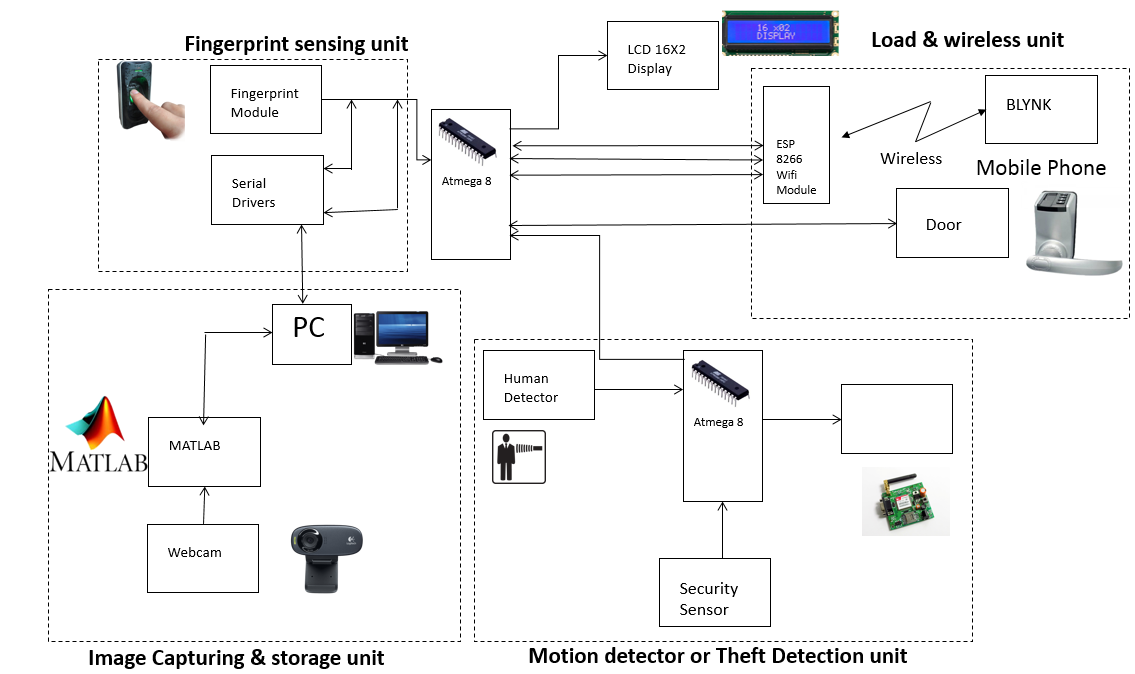 Fingerprint sensing unit
Fingerprint
Module
Serial
Drivers
Atmega 8
LCD 16X2
Display
16 x02
DISPLAY
Load & wireless unit
ESP
8266
Wifi
Module
Wireless
BLYNK
Mobile Phone
Door
PC
MATLAB
MATLAB
Webcam
Image Capturing & storage unit
Human
Detector
Atmega 8
Security
Sensor
Motion detector or Theft Detection unit